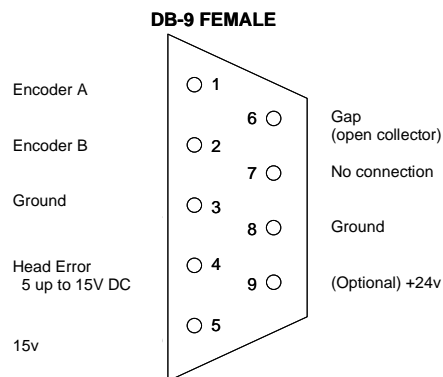 DB-9 FEMALE
Encoder A
1
6
Gap
(open collector)
Encoder B
2
7
No connection
Ground
3
8
Ground
Head Error
5 up to 15V DC
4
9
(Optional) +24v
15v
5